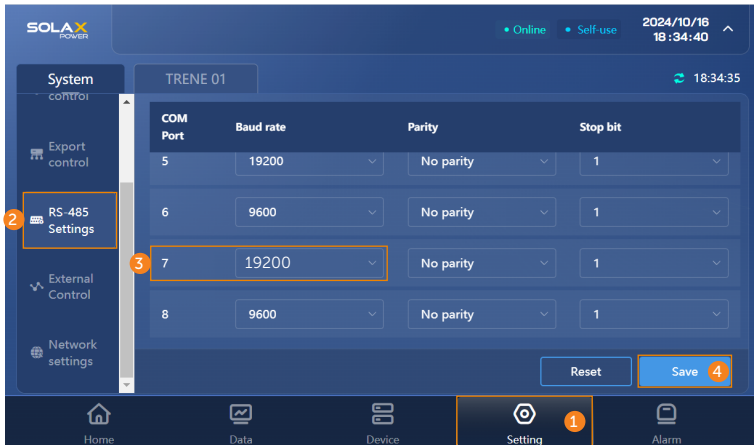 SOLAX
POWER
Online
Self-use
2024/10/16
18:34:40
System
TRENE 01
18:34:35
control
Export
control
2
RS-485
Settings
External
Control
Network
settings
COM
Port
Baud rate
Parity
Stop bit
5
19200
No parity
1
6
9600
No parity
1
3
7
19200
No parity
1
8
9600
No parity
1
Reset
Save
4
Home
Data
Device
Setting
1
Alarm